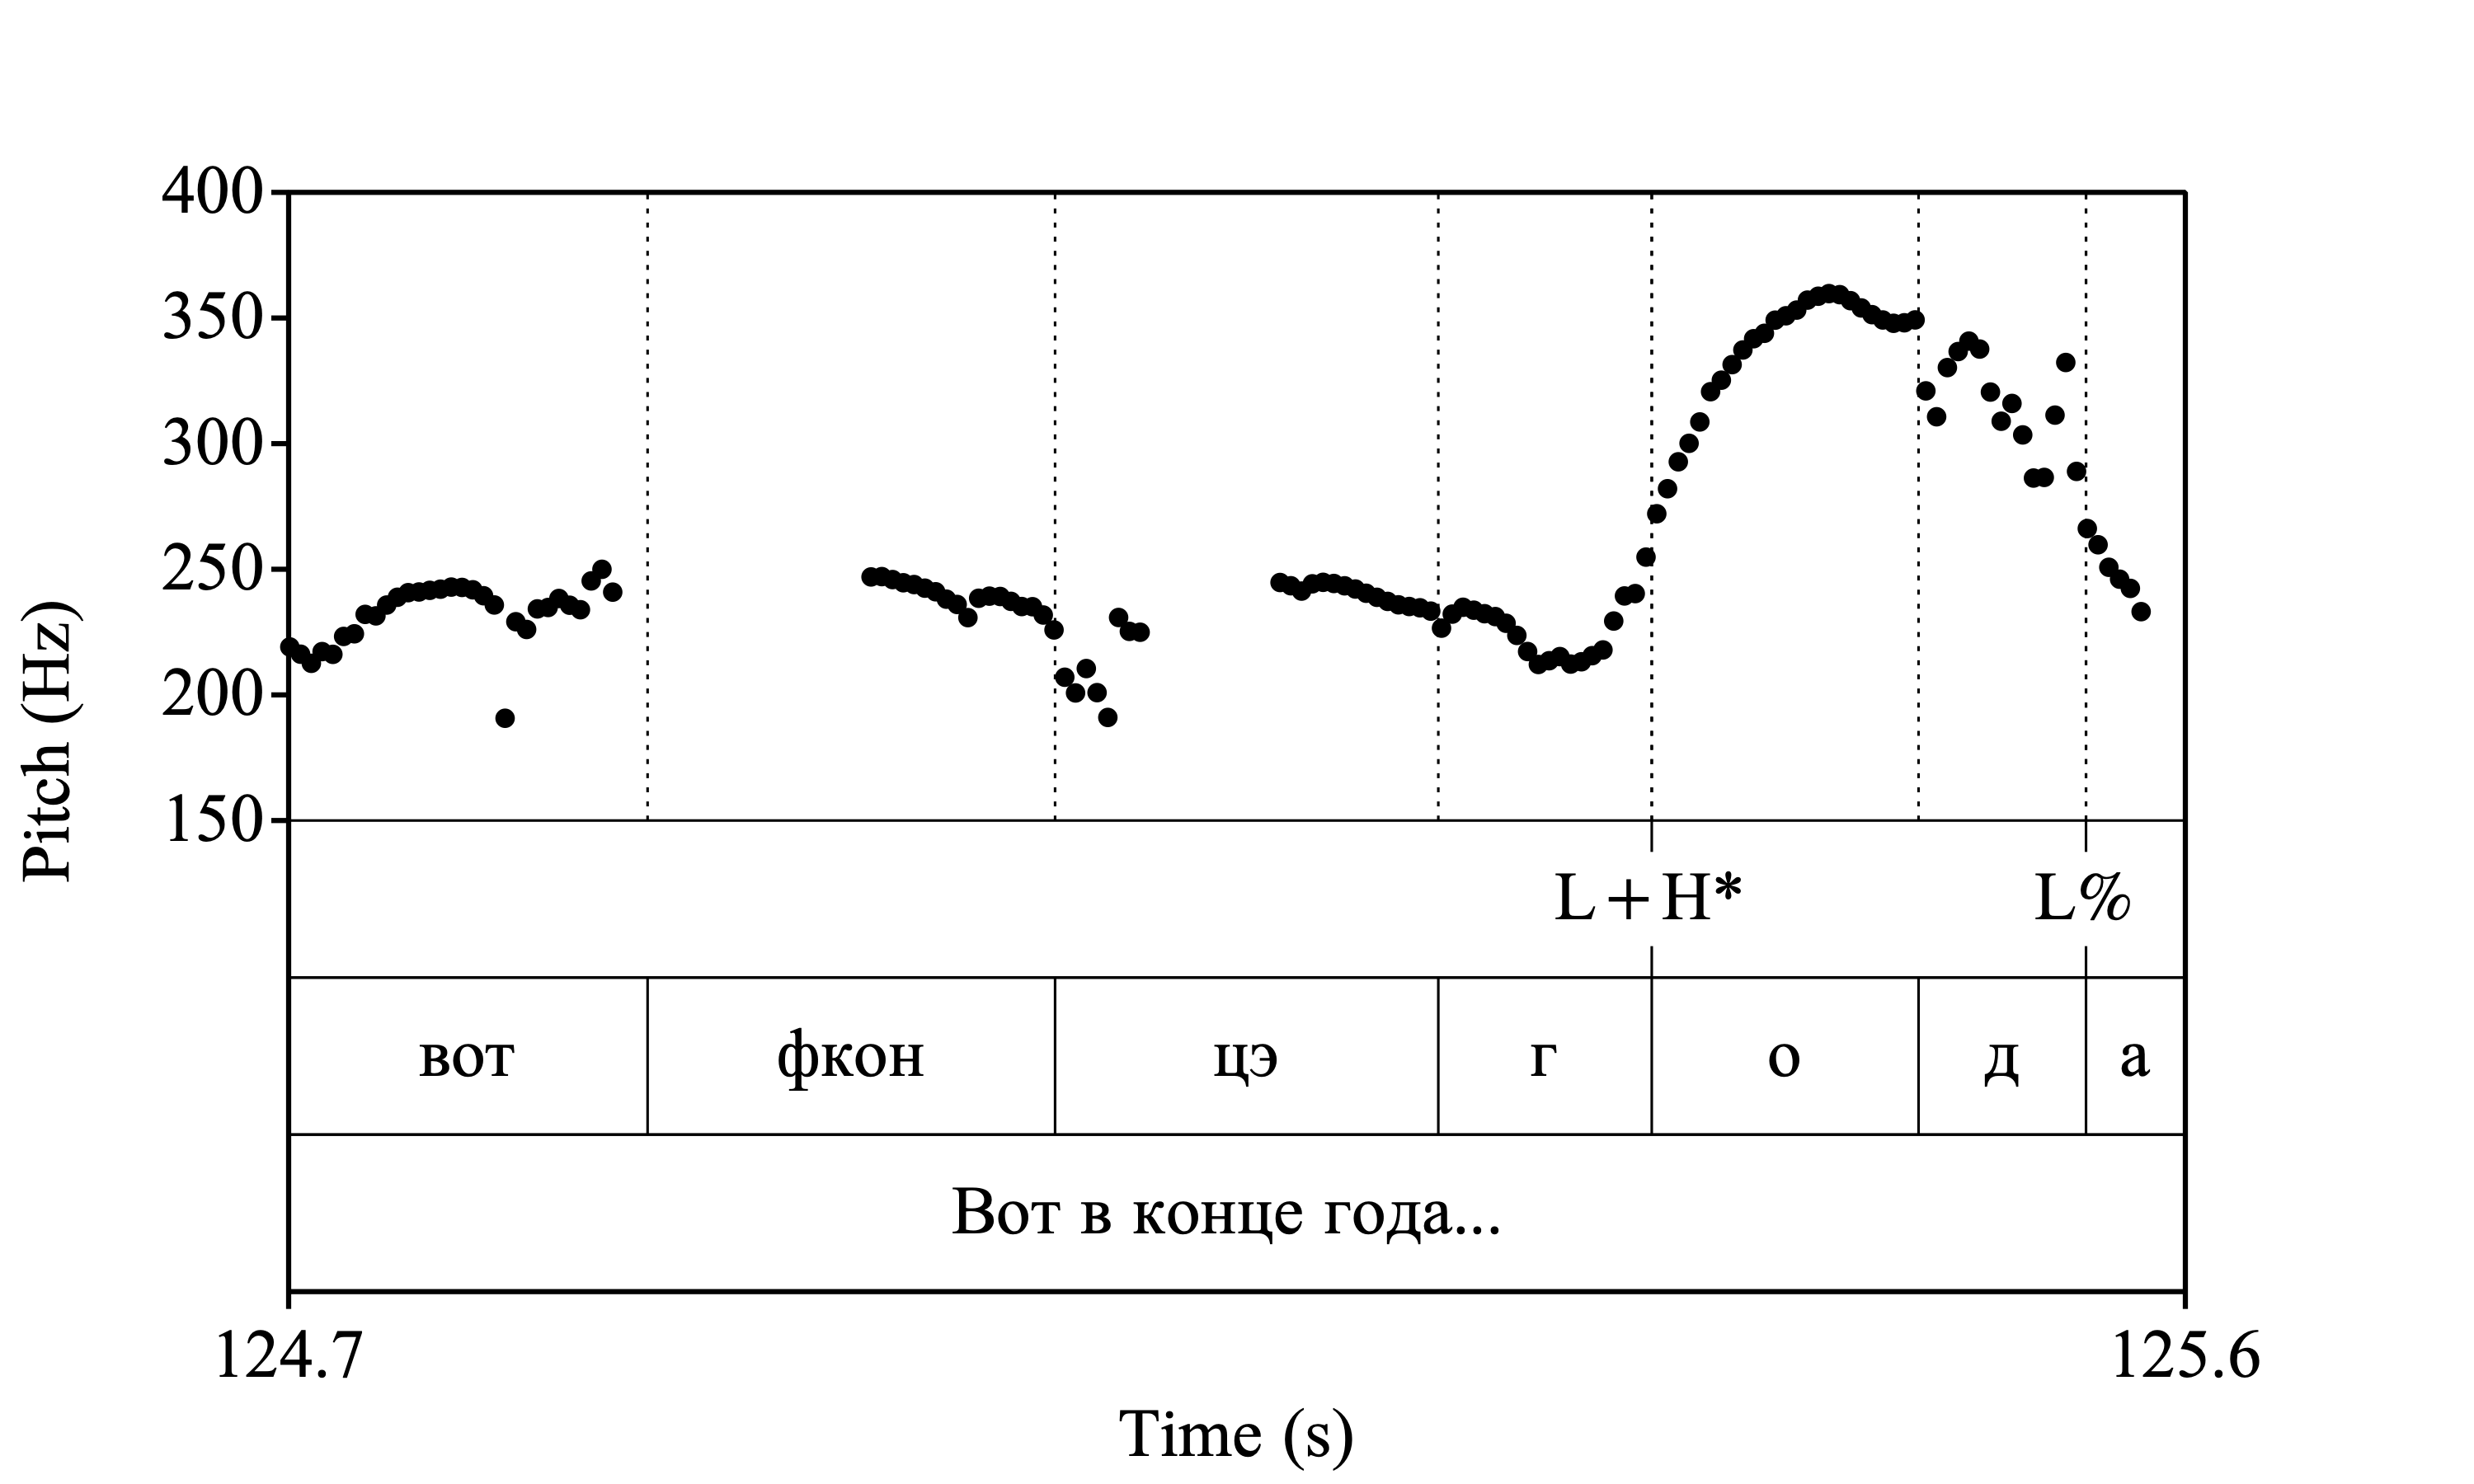 400
350
300
250
200
150
Pitch (Hz)
L+H* L%
вот фкон цэ г о д а
Вот в конце года...
124.7 125.6
Time (s)